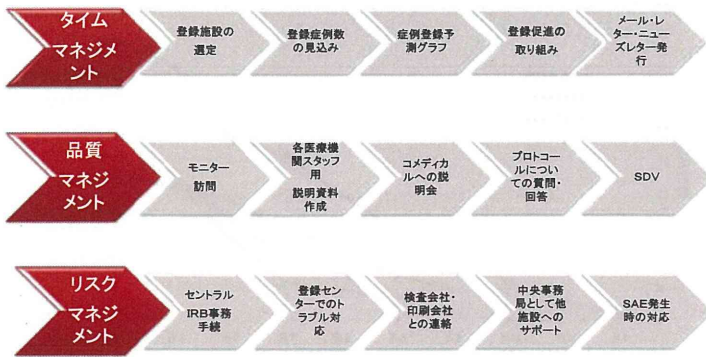 タイム
マネジメ
ント
登録施設の
選定
登録症例数
の見込み
症例登録予
測グラフ
登録促進の
取り組み
メール・レ
ター・ニュー
ズレター発
行
品質
マネジ
メント
モニター
訪問
各医療機
関スタッフ
用
説明資料
作成
コメディカ
ルへの説
明会
プロトコー
ルについ
ての質問・
回答
SDV
リスク
マネジ
メント
セントラル
IRB事務
手続
登録セン
ターでのト
ラブル対
応
検査会社・
印刷会社
との連絡
中央事務
局として他
施設への
サポート
SAE発生
時の対応